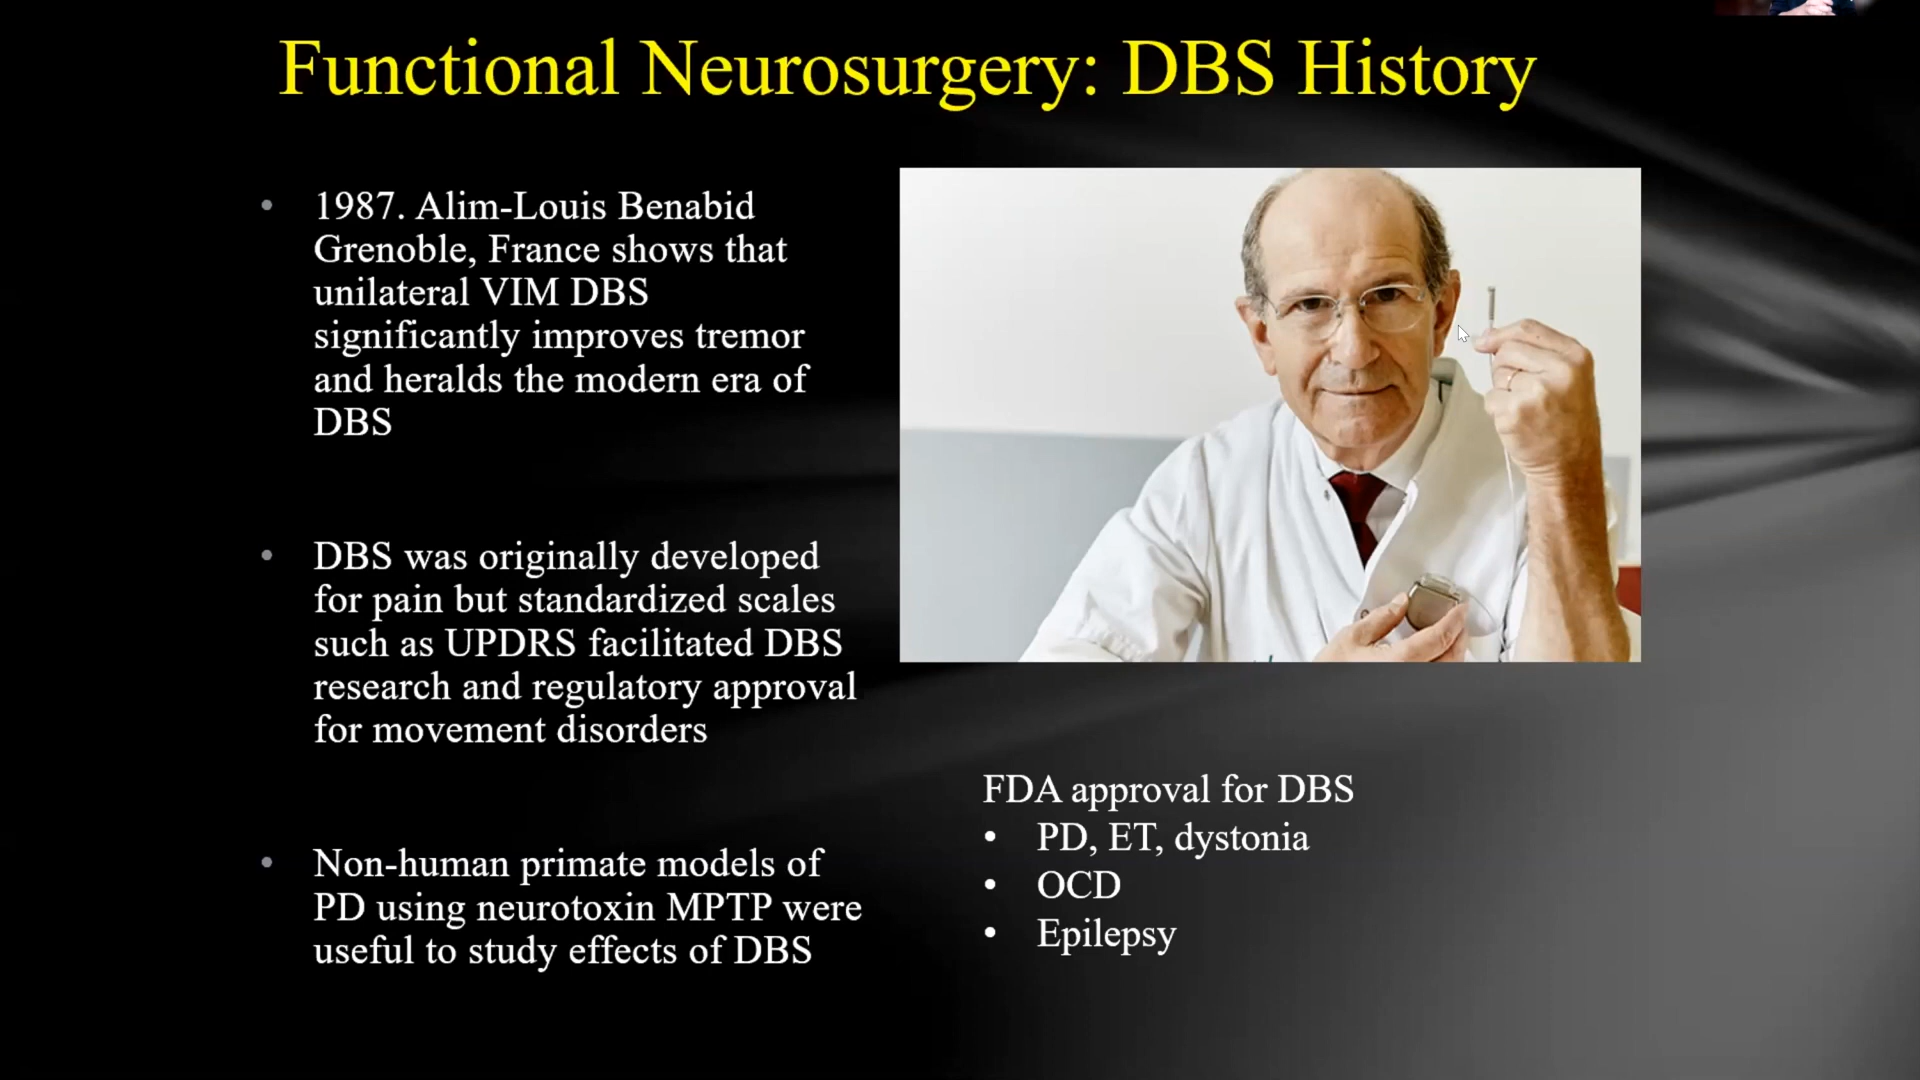 Functional Neurosurgery: DBS History
• 1987. Alim-Louis Benabid
Grenoble, France shows that
unilateral VIM DBS
significantly improves tremor
and heralds the modern era of
DBS
• DBS was originally developed
for pain but standardized scales
such as UPDRS facilitated DBS
research and regulatory approval
for movement disorders
• Non-human primate models of
PD using neurotoxin MPTP were
useful to study effects of DBS
FDA approval for DBS
• PD, ET, dystonia
• OCD
• Epilepsy